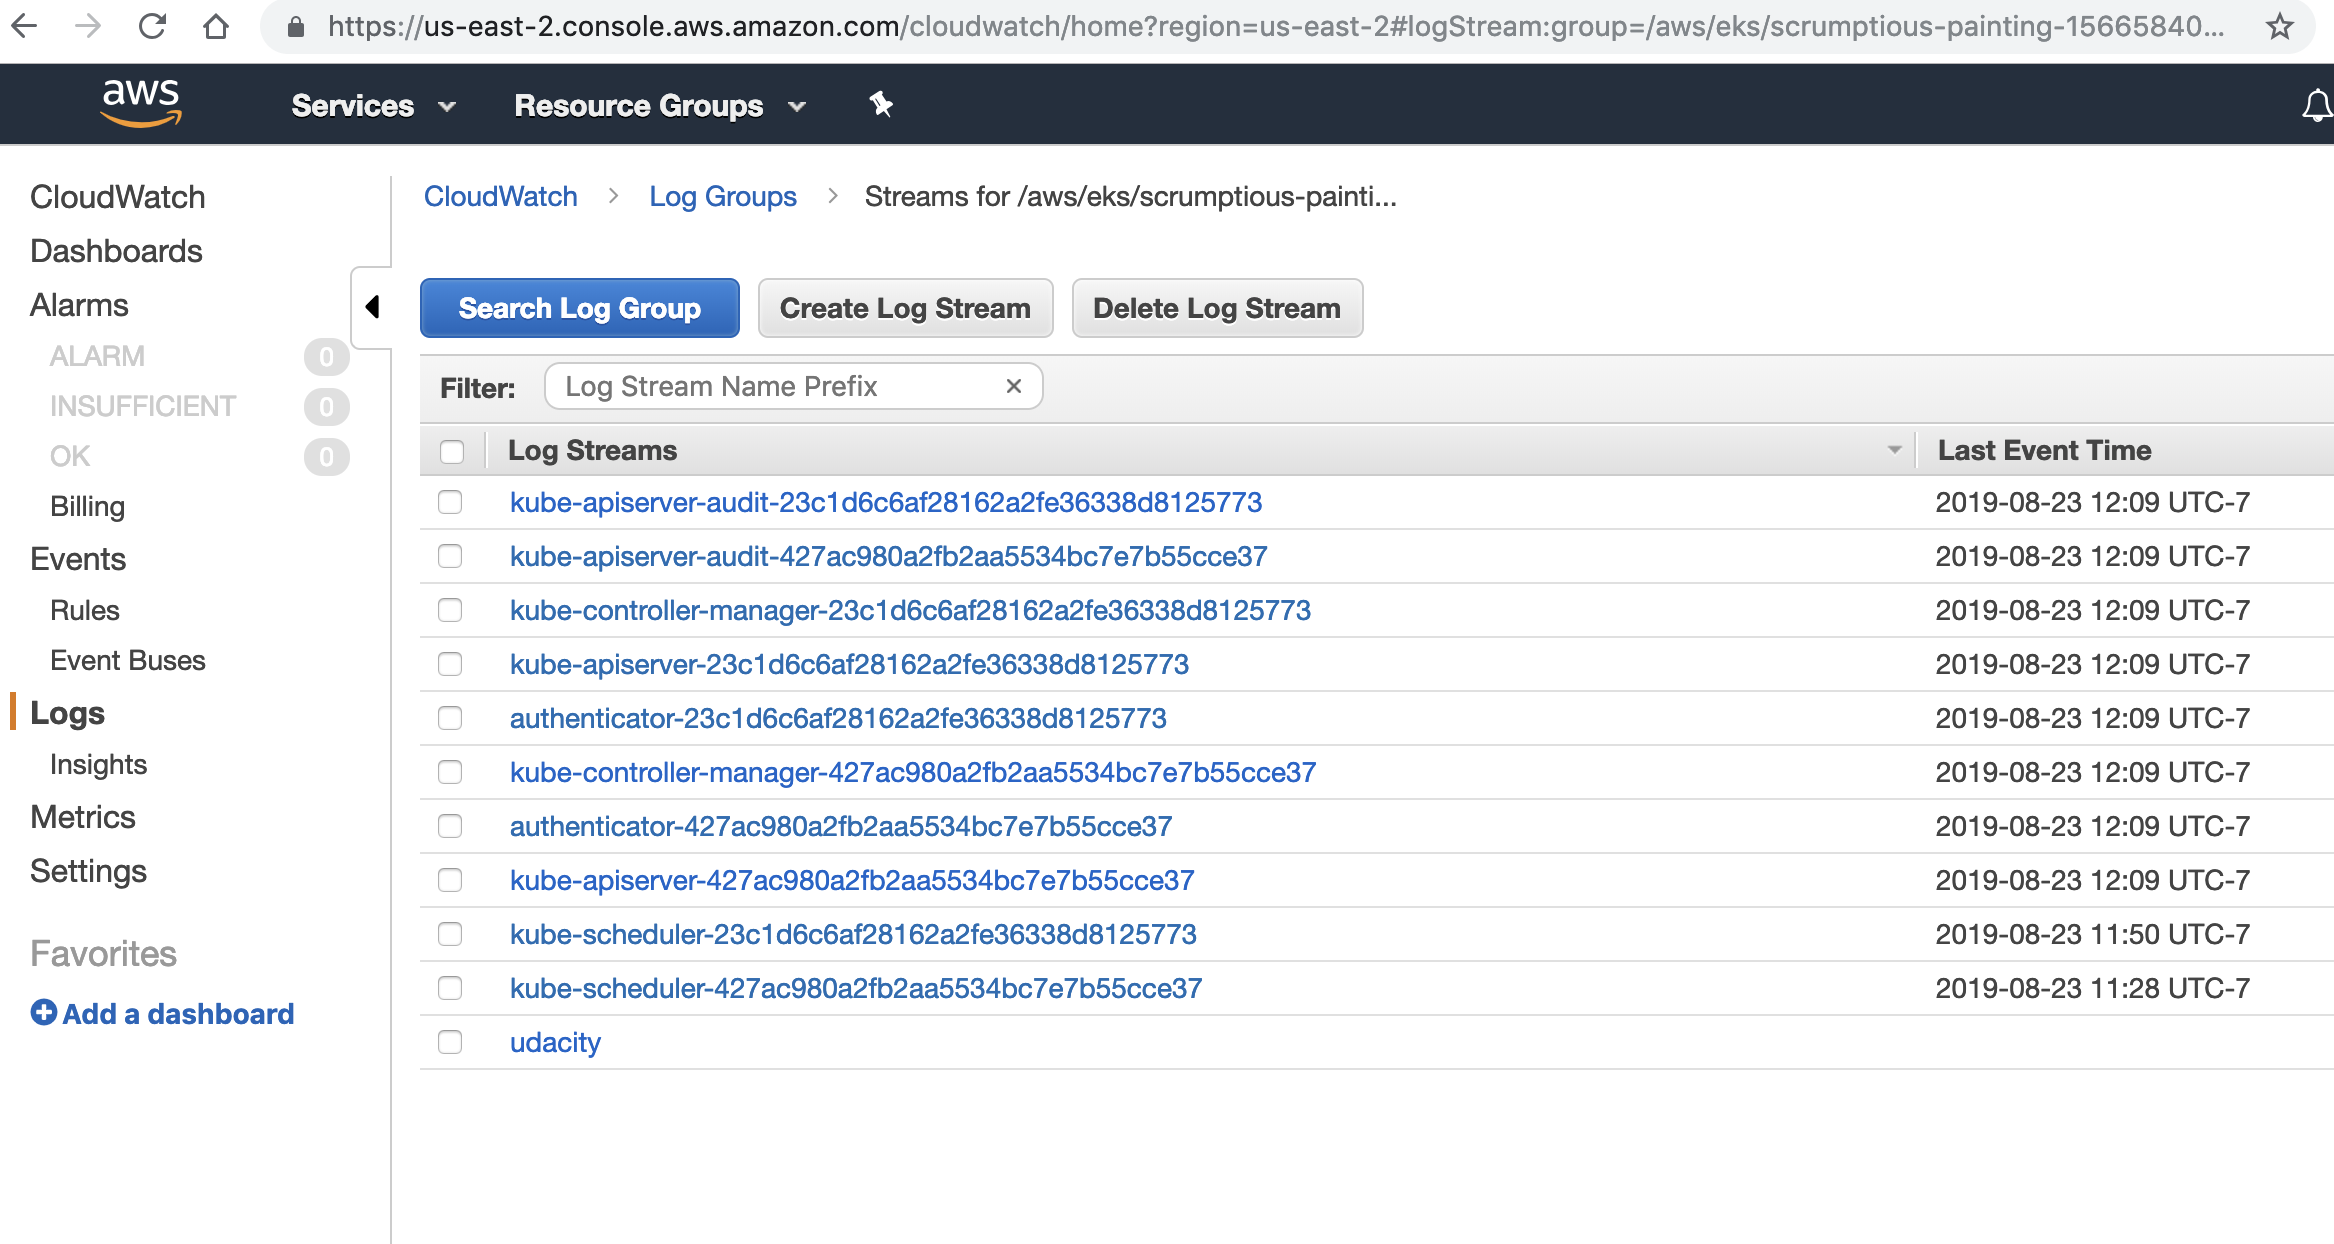 https://us-east-2.console.aws.amazon.com/cloudwatch/home?region=us-east-2#logStream:group=/aws/eks/scrumptious-painting-15665840...
aws Services Resource Groups
CloudWatch
Dashboards
Alarms
ALARM 0
INSUFFICIENT 0
OK 0
Billing
Events
Rules
Event Buses
Logs
Insights
Metrics
Settings
Favorites
Add a dashboard
CloudWatch > Log Groups > Streams for /aws/eks/scrumptious-painti...
Search Log Group Create Log Stream Delete Log Stream
Filter: Log Stream Name Prefix ×
Log Streams Last Event Time
kube-apiserver-audit-23c1d6c6af28162a2fe36338d8125773 2019-08-23 12:09 UTC-7
kube-apiserver-audit-427ac980a2fb2aa5534bc7e7b55cce37 2019-08-23 12:09 UTC-7
kube-controller-manager-23c1d6c6af28162a2fe36338d8125773 2019-08-23 12:09 UTC-7
kube-apiserver-23c1d6c6af28162a2fe36338d8125773 2019-08-23 12:09 UTC-7
authenticator-23c1d6c6af28162a2fe36338d8125773 2019-08-23 12:09 UTC-7
kube-controller-manager-427ac980a2fb2aa5534bc7e7b55cce37 2019-08-23 12:09 UTC-7
authenticator-427ac980a2fb2aa5534bc7e7b55cce37 2019-08-23 12:09 UTC-7
kube-apiserver-427ac980a2fb2aa5534bc7e7b55cce37 2019-08-23 12:09 UTC-7
kube-scheduler-23c1d6c6af28162a2fe36338d8125773 2019-08-23 11:50 UTC-7
kube-scheduler-427ac980a2fb2aa5534bc7e7b55cce37 2019-08-23 11:28 UTC-7
udacity